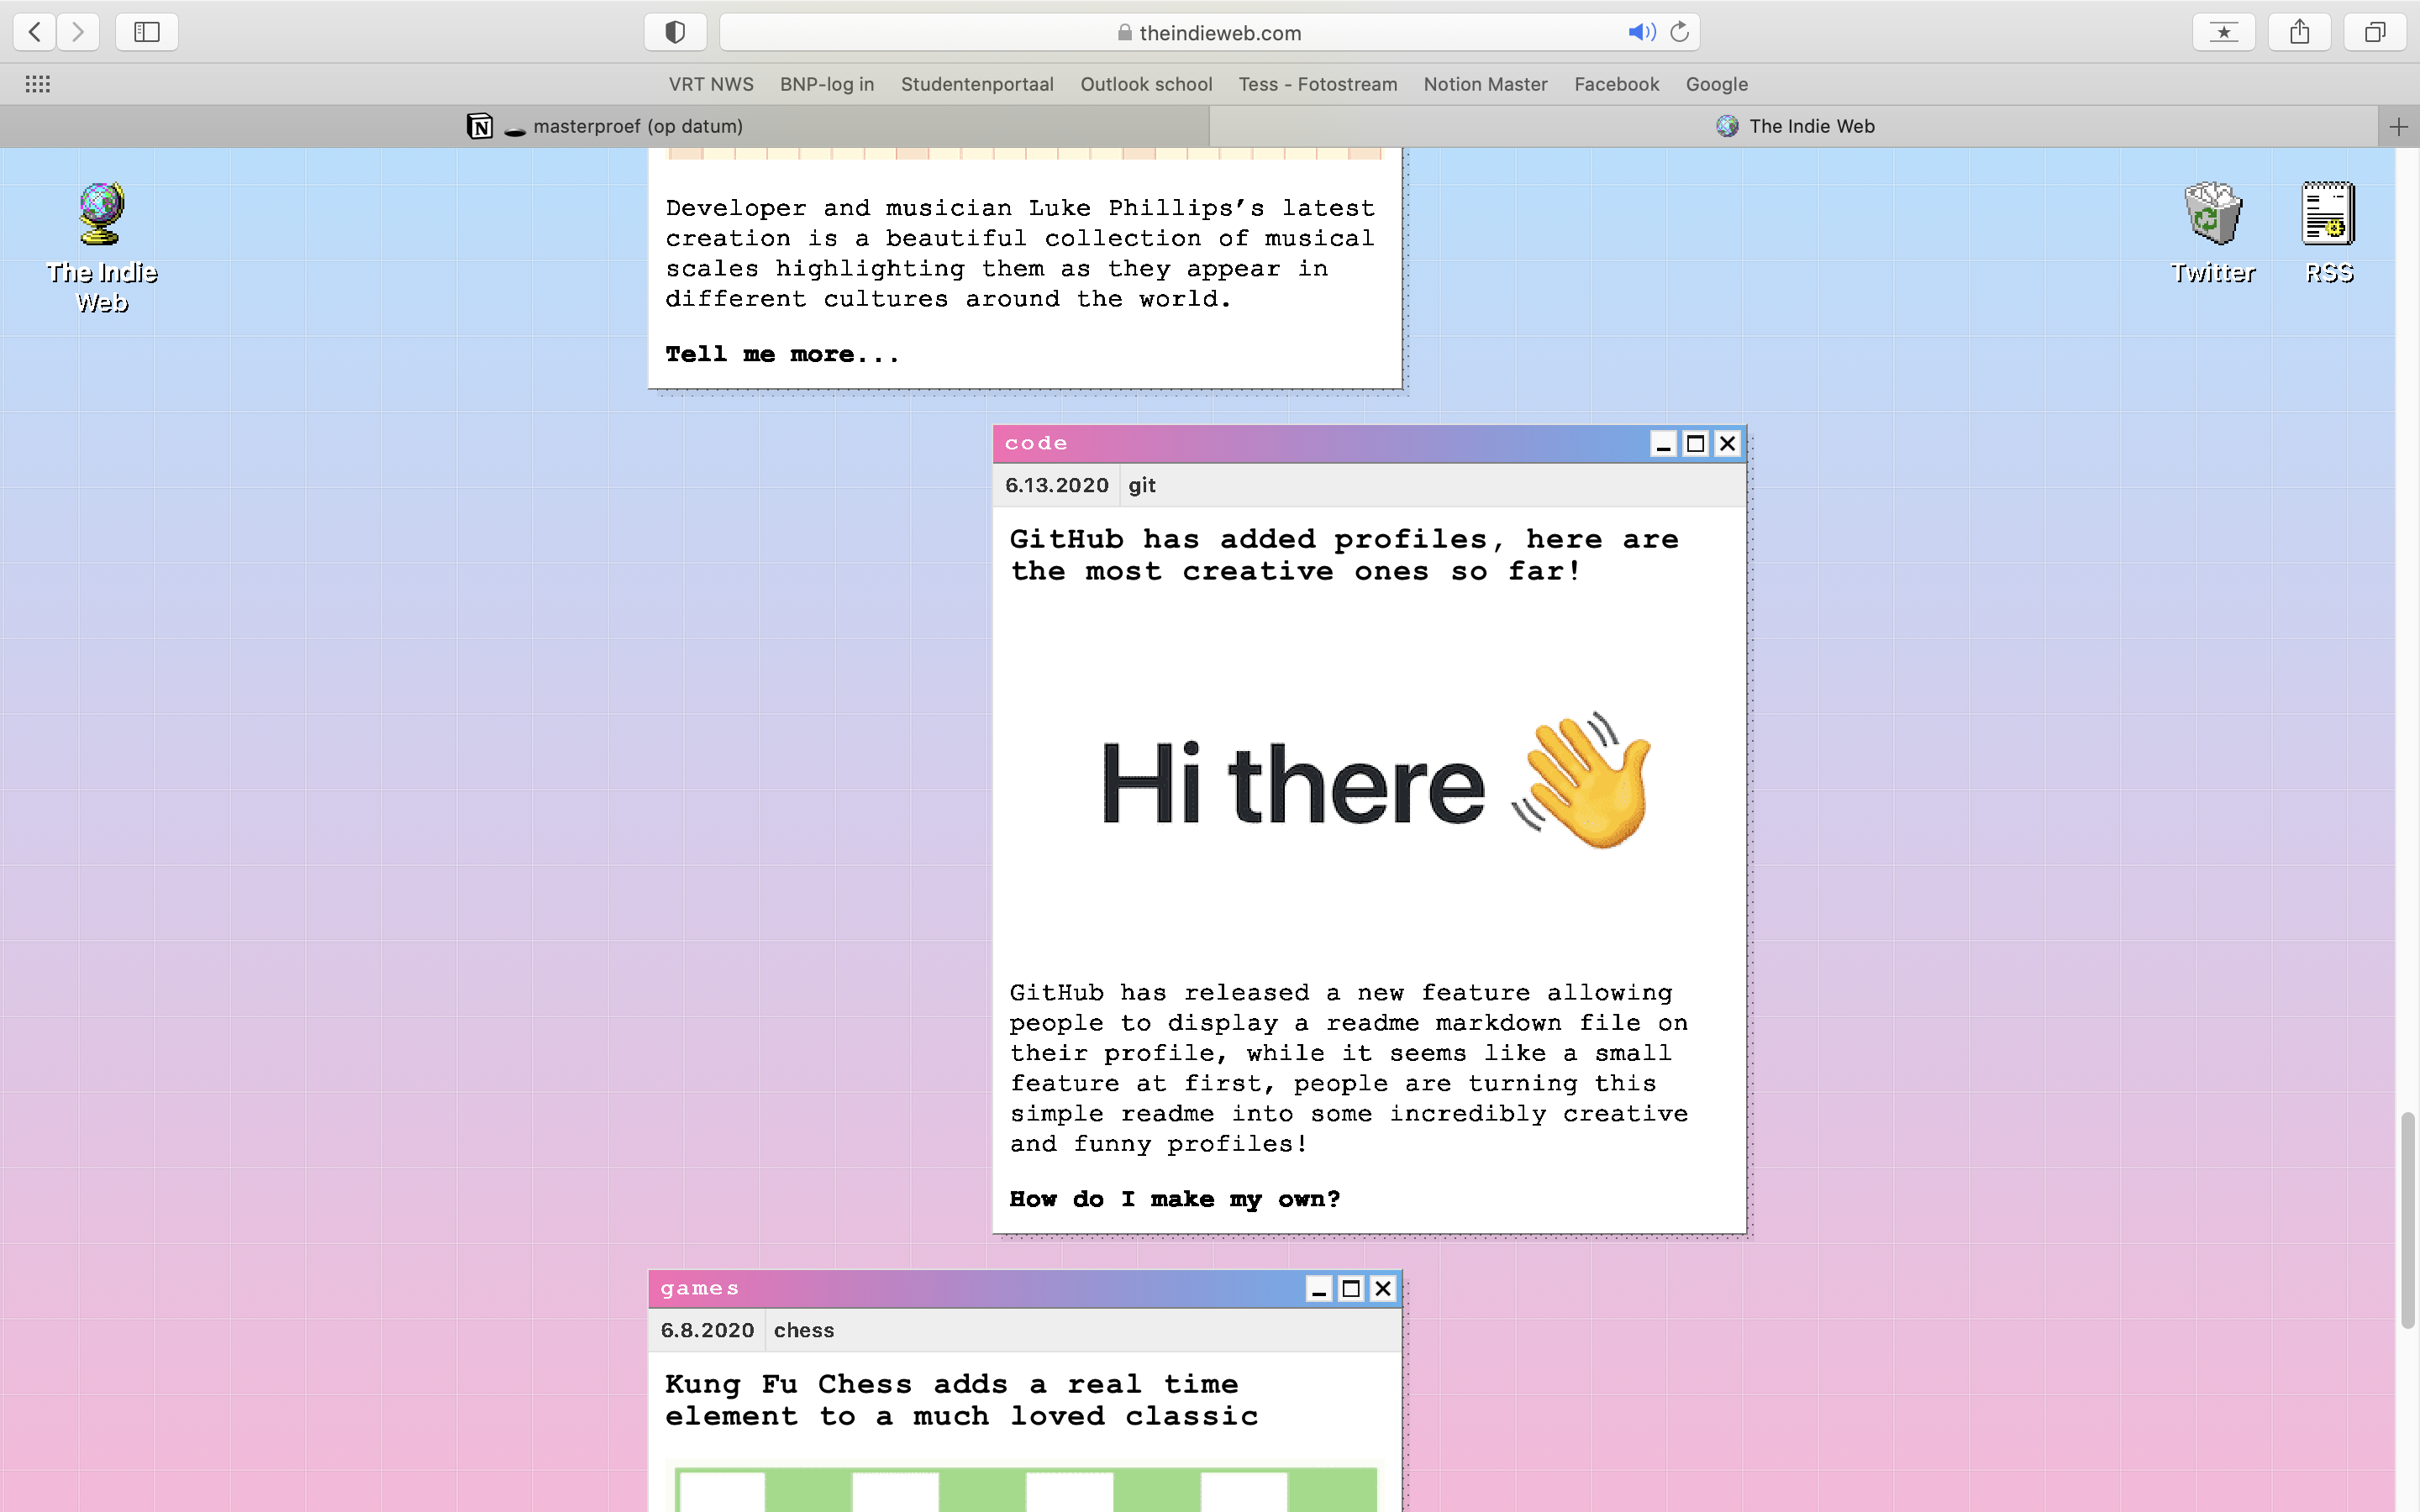 theindieweb.com
VRT NWS BNP-log in Studentenportaal Outlook school Tess - Fotostream Notion Master Facebook Google
masterproef (op datum)
The Indie Web
The Indie
Web
Twitter
RSS
Developer and musician Luke Phillips’s latest
creation is a beautiful collection of musical
scales highlighting them as they appear in
different cultures around the world.
Tell me more...
code
6.13.2020 git
GitHub has added profiles, here are
the most creative ones so far!
Hi there 👋
GitHub has released a new feature allowing
people to display a readme markdown file on
their profile, while it seems like a small
feature at first, people are turning this
simple readme into some incredibly creative
and funny profiles!
How do I make my own?
games
6.8.2020 chess
Kung Fu Chess adds a real time
element to a much loved classic